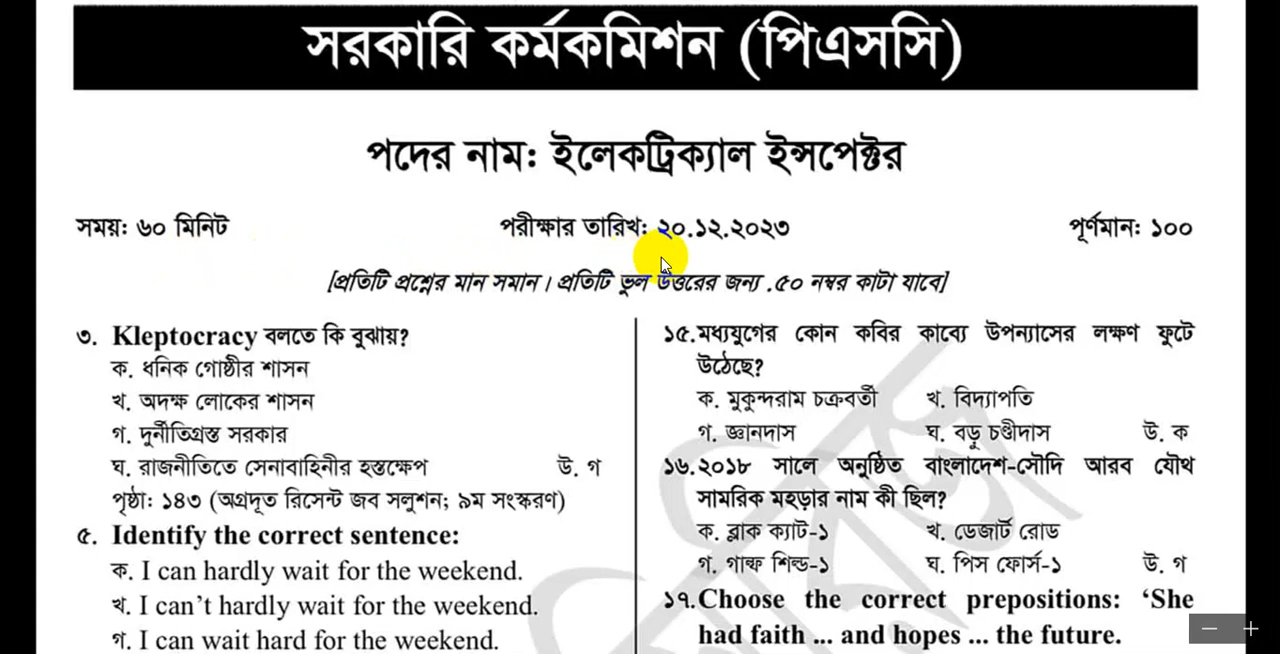 সরকারি কর্মকমিশন (পিএসসি)
পদের নাম: ইলেকট্রিক্যাল ইন্সপেক্টর
সময়: ৬০ মিনিট পরীক্ষার তারিখ: ২০.১২.২০২৩ পূর্ণমান: ১০০
[প্রতিটি প্রশ্নের মান সমান। প্রতিটি ভুল উত্তরের জন্য .৫০ নম্বর কাটা যাবে]
৩. Kleptocracy বলতে কি বুঝায়?
ক. ধনিক গোষ্ঠীর শাসন
খ. অদক্ষ লোকের শাসন
গ. দুর্নীতিগ্রস্ত সরকার
ঘ. রাজনীতিতে সেনাবাহিনীর হস্তক্ষেপ উ. গ
পৃষ্ঠা: ১৪৩ (অগ্রদূত রিসেন্ট জব সলুশন; ৯ম সংস্করণ)
৫. Identify the correct sentence:
ক. I can hardly wait for the weekend.
খ. I can't hardly wait for the weekend.
গ. I can wait hard for the weekend.
১৫.মধ্যযুগের কোন কবির কাব্যে উপন্যাসের লক্ষণ ফুটে
উঠেছে?
ক. মুকুন্দরাম চক্রবর্তী খ. বিদ্যাপতি
গ. জ্ঞানদাস ঘ. বড়ু চণ্ডীদাস উ. ক
১৬.২০১৮ সালে অনুষ্ঠিত বাংলাদেশ-সৌদি আরব যৌথ
সামরিক মহড়ার নাম কী ছিল?
ক. ব্লাক ক্যাট-১ খ. ডেজার্ট রোড
গ. গাল্ফ শিল্ড-১ ঘ. পিস ফোর্স-১ উ. গ
১৭.Choose the correct prepositions: 'She
had faith ... and hopes ... the future.